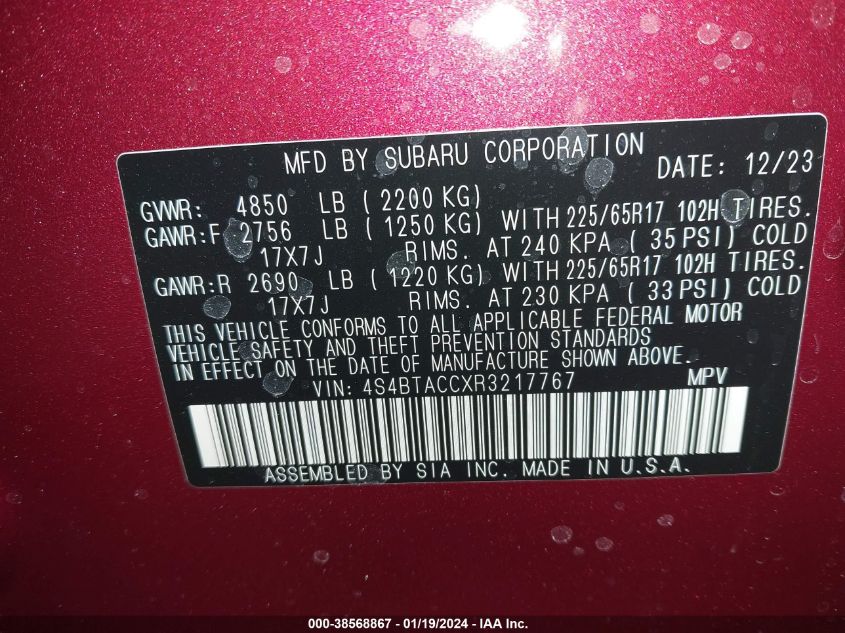 MFD BY SUBARU CORPORATION DATE: 12/23
GVWR: 4850 LB (2200 KG)
GAWR:F 2756 LB (1250 KG) WITH 225/65R17 102H TIRES.
17X7J RIMS. AT 240 KPA (35 PSI) COLD
GAWR:R 2690 LB (1220 KG) WITH 225/65R17 102H TIRES.
17X7J RIMS. AT 230 KPA (33 PSI) COLD
THIS VEHICLE CONFORMS TO ALL APPLICABLE FEDERAL MOTOR
VEHICLE SAFETY AND THEFT PREVENTION STANDARDS
IN EFFECT ON THE DATE OF MANUFACTURE SHOWN ABOVE.
VIN: 4S4BTACCXR3217767 MPV
ASSEMBLED BY SIA INC. MADE IN U.S.A.
000-38568867 - 01/19/2024 - IAA Inc.